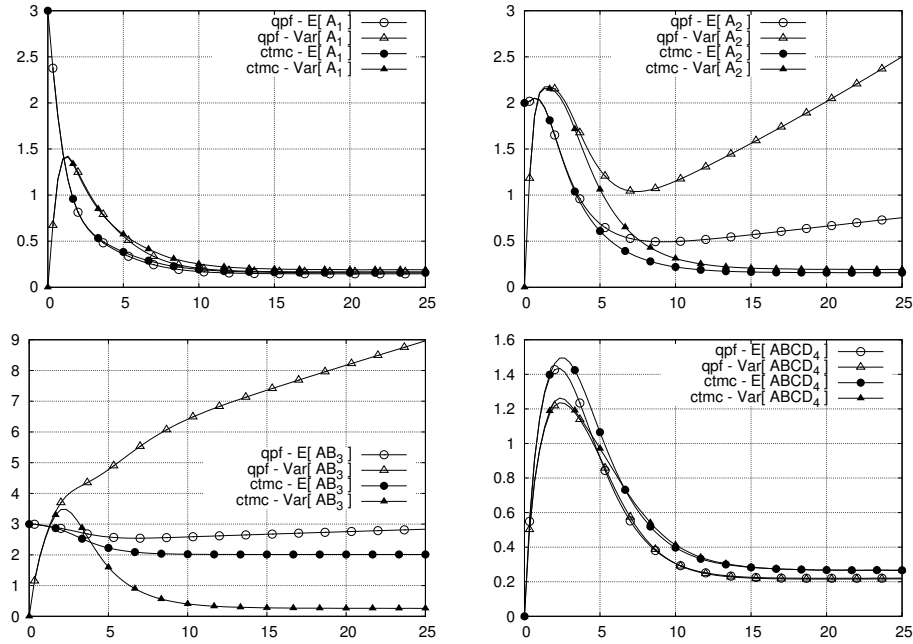 qpf - E[ A1 ]
qpf - Var[ A1 ]
ctmc - E[ A1 ]
ctmc - Var[ A1 ]
3
2.5
2
1.5
1
0.5
0
0 5 10 15 20 25
qpf - E[ A2 ]
qpf - Var[ A2 ]
ctmc - E[ A2 ]
ctmc - Var[ A2 ]
3
2.5
2
1.5
1
0.5
0
0 5 10 15 20 25
qpf - E[ AB3 ]
qpf - Var[ AB3 ]
ctmc - E[ AB3 ]
ctmc - Var[ AB3 ]
9
8
7
6
5
4
3
2
1
0
0 5 10 15 20 25
qpf - E[ ABCD4 ]
qpf - Var[ ABCD4 ]
ctmc - E[ ABCD4 ]
ctmc - Var[ ABCD4 ]
1.6
1.4
1.2
1
0.8
0.6
0.4
0.2
0
0 5 10 15 20 25